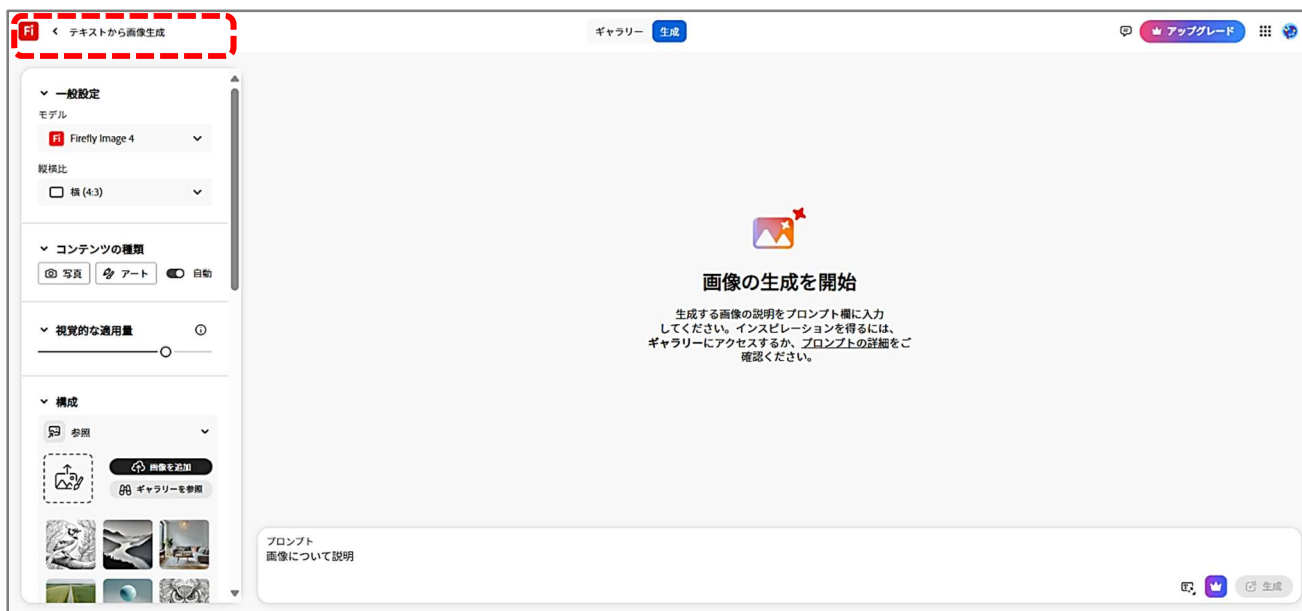 Fi テキストから画像生成
ギャラリー 生成
アップグレード
一般設定
モデル
Fi Firefly Image 4
縦横比
横 (4:3)
コンテンツの種類
写真 アート 自動
視覚的な適用量
構成
参照
画像を追加
ギャラリーを参照
画像の生成を開始
生成する画像の説明をプロンプト欄に入力
してください。インスピレーションを得るには、
ギャラリーにアクセスするか、プロンプトの詳細をご
確認ください。
プロンプト
画像について説明
生成